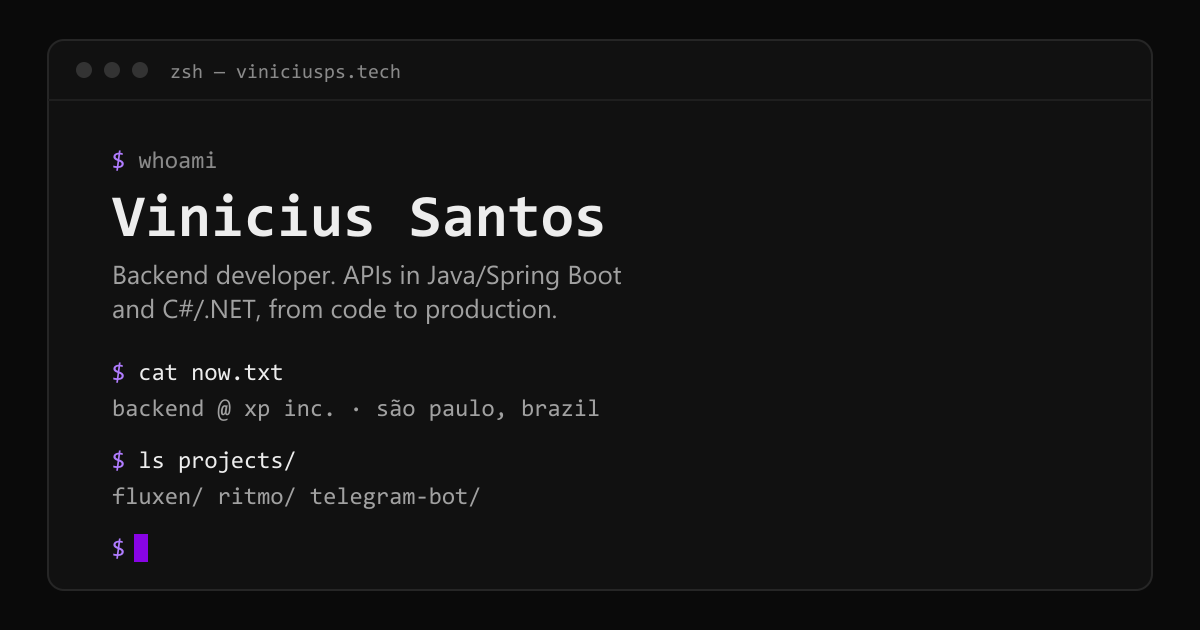 zsh — viniciusps.tech
$ whoami
Vinicius Santos
Backend developer. APIs in Java/Spring Boot
and C#/.NET, from code to production.
$ cat now.txt
backend @ xp inc. · são paulo, brazil
$ ls projects/
fluxen/ ritmo/ telegram-bot/
$